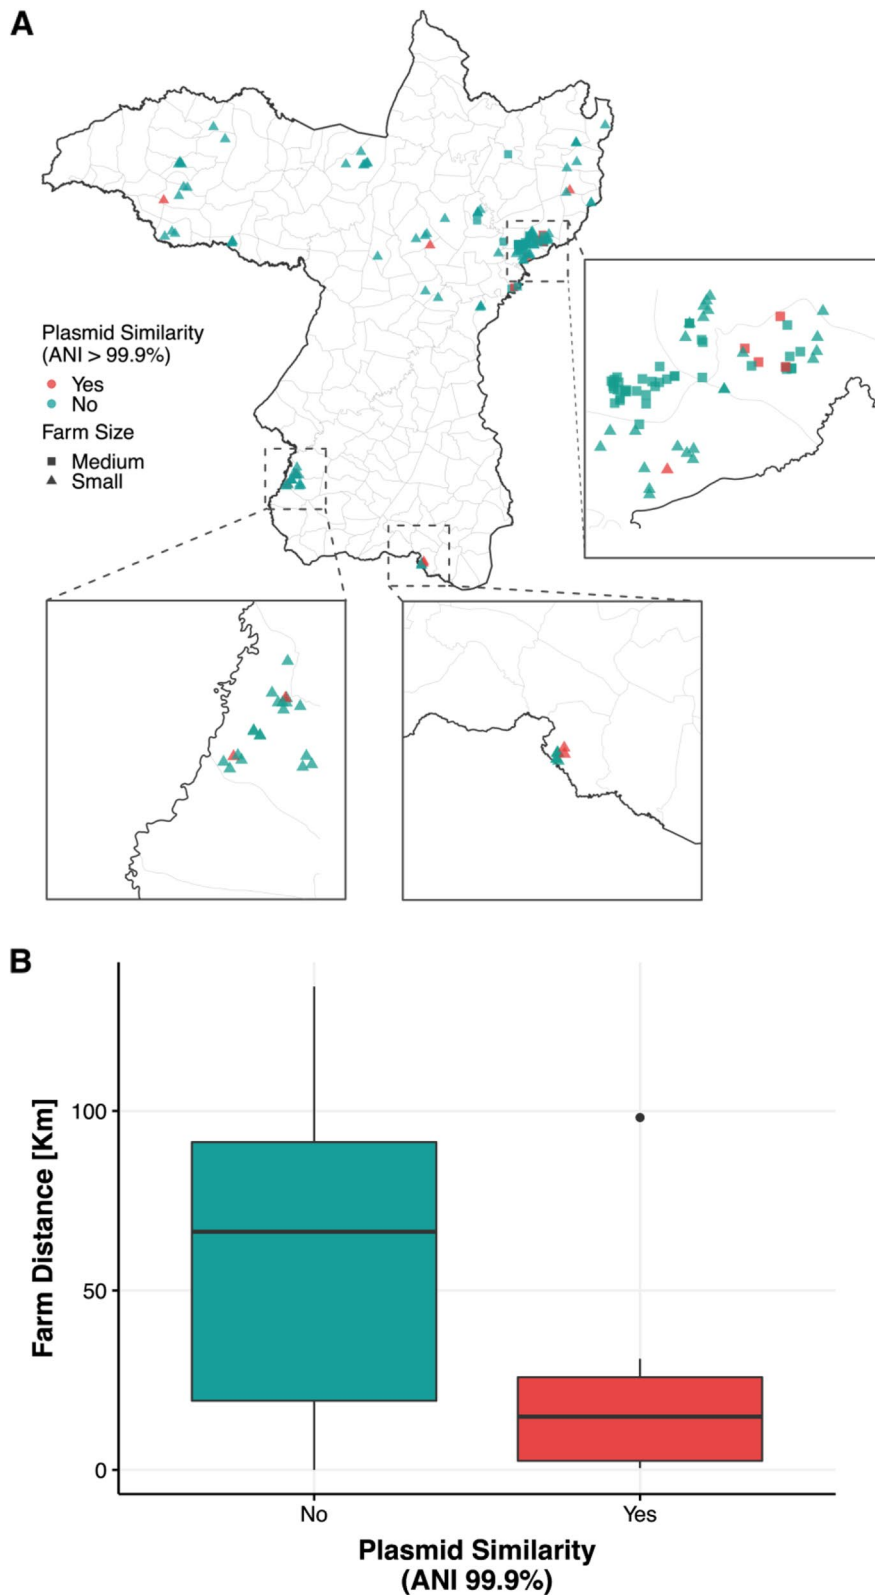 A
Plasmid Similarity
(ANI > 99.9%)
Yes
No
Farm Size
Medium
Small
B
Farm Distance [Km]
100
50
0
No
Yes
Plasmid Similarity
(ANI 99.9%)